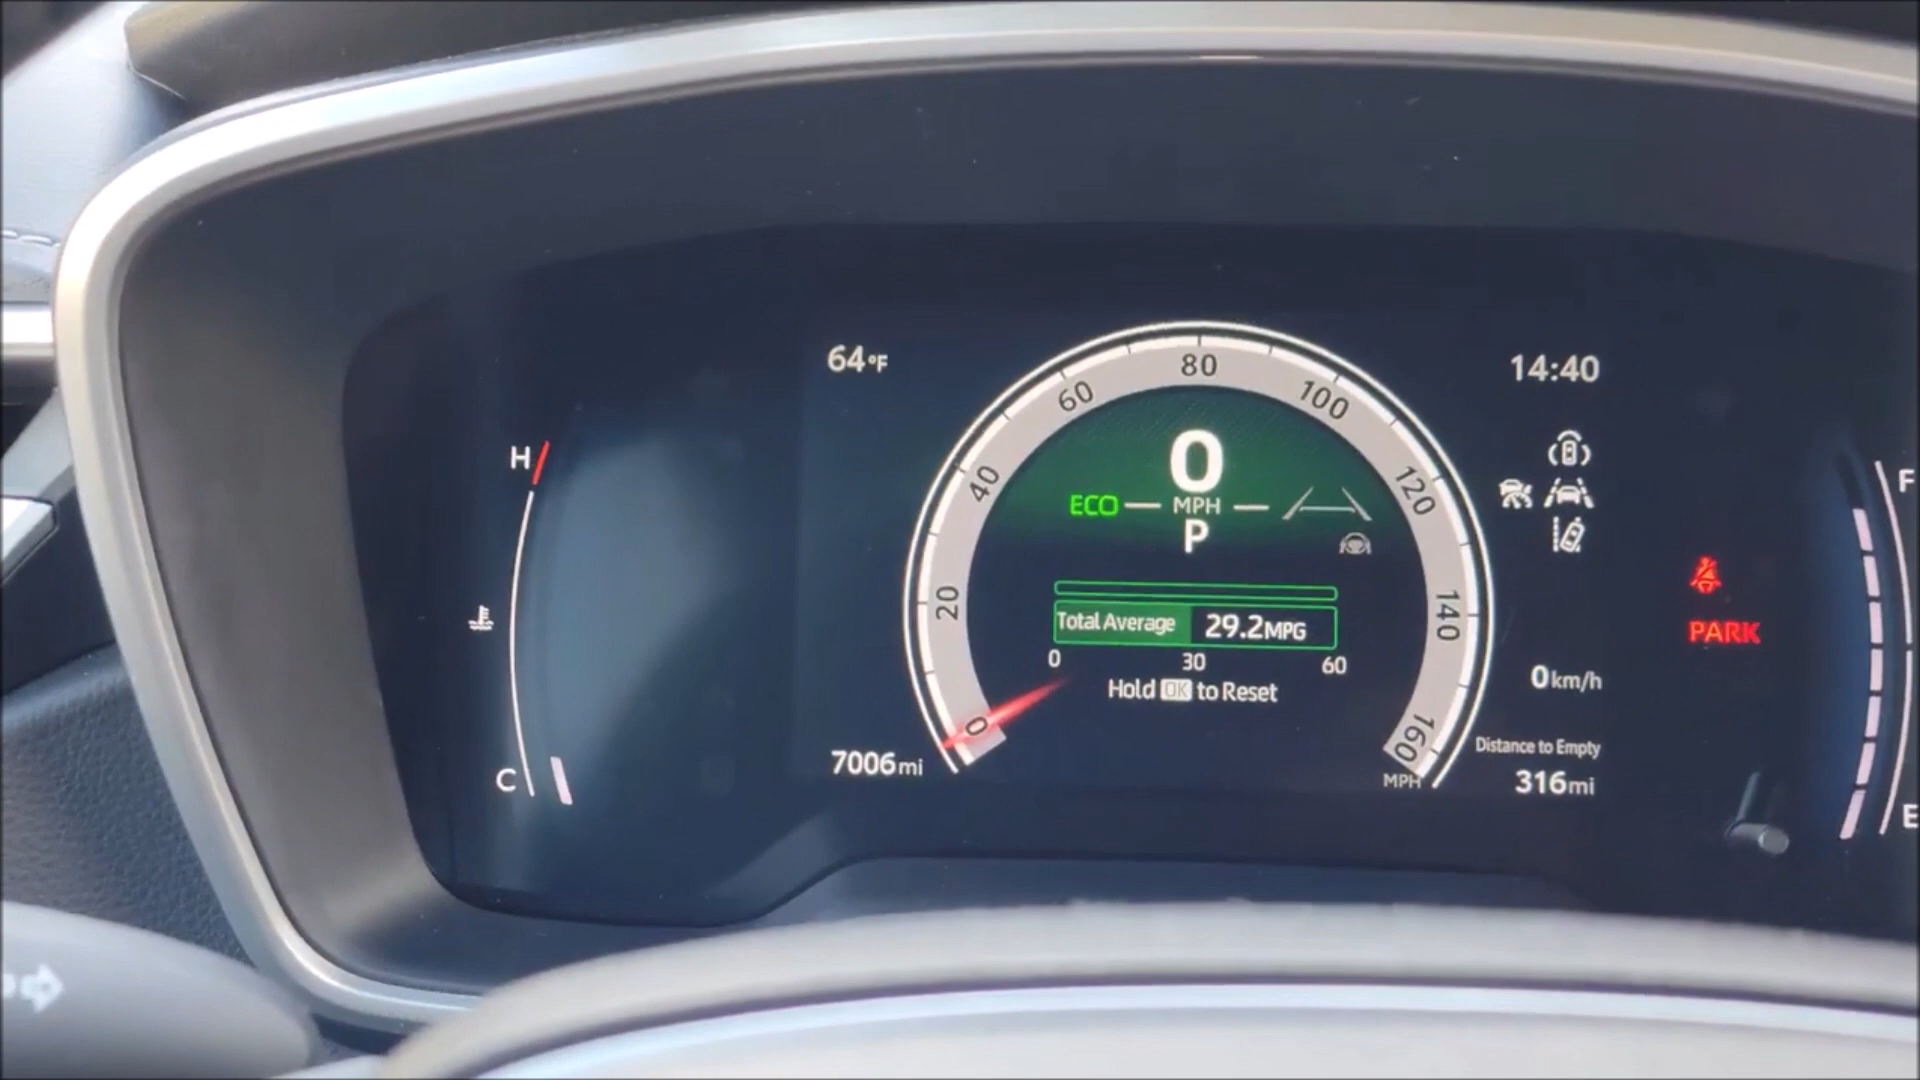 64°F
14:40
80
60
100
40
120
20
140
0
160
MPH
0
ECO
MPH
P
Total Average 29.2MPG
0 30 60
Hold OK to Reset
7006mi
0km/h
Distance to Empty
316mi
PARK
H
C
F
E